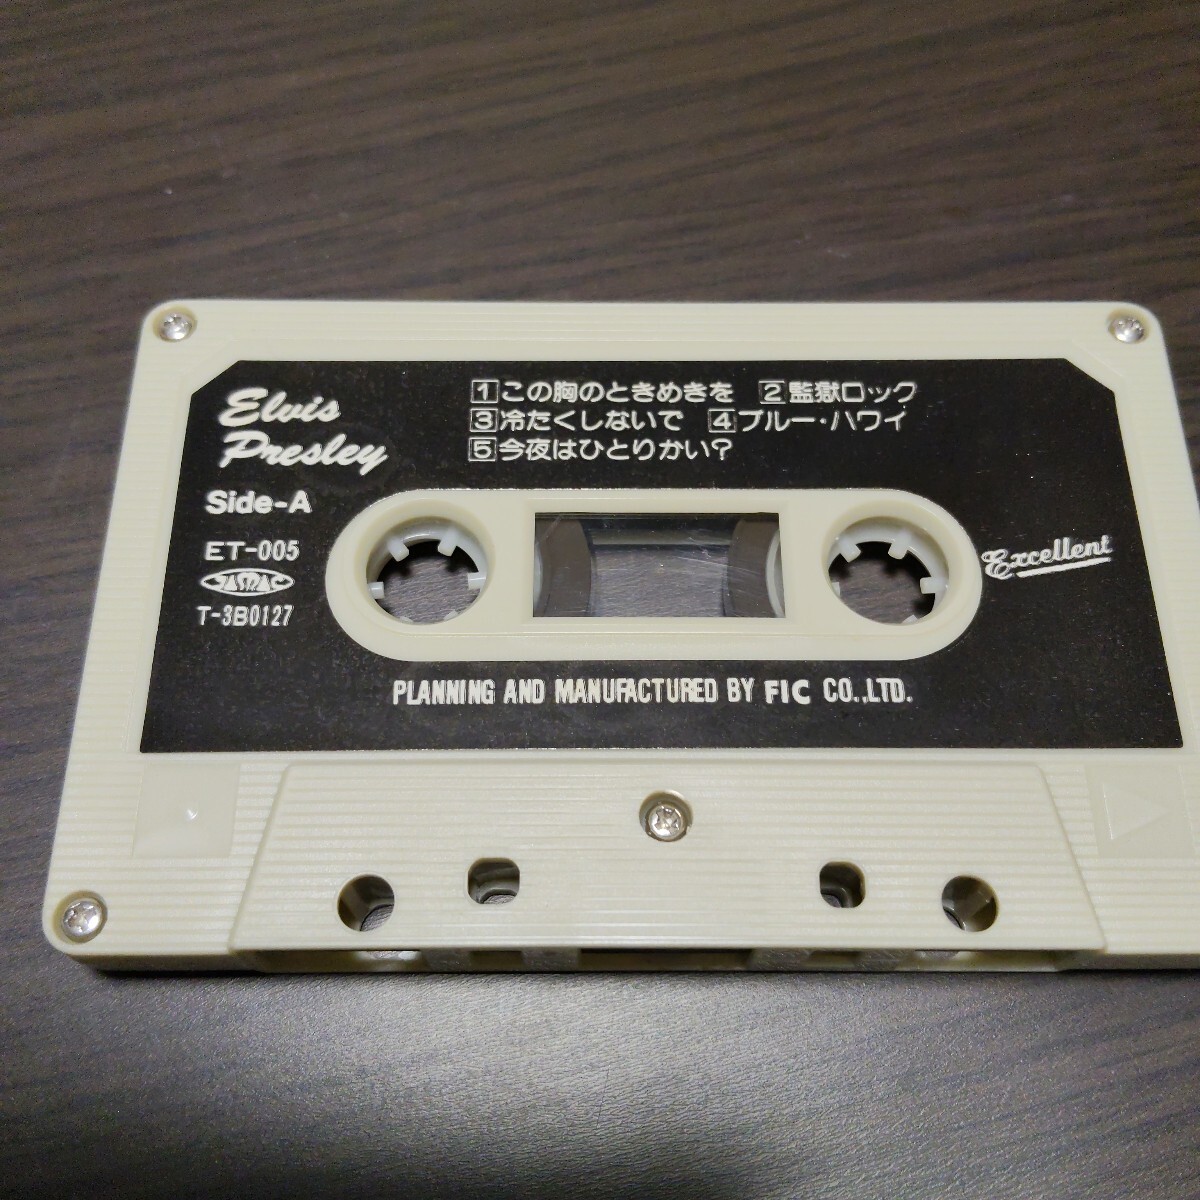 Elvis
Presley
Side-A
ET-005
JASRAC
T-3B0127
1この胸のときめきを 2監獄ロック
3冷たくしないで 4ブルー・ハワイ
5今夜はひとりかい?
Excellent
PLANNING AND MANUFACTURED BY FIC CO.,LTD.